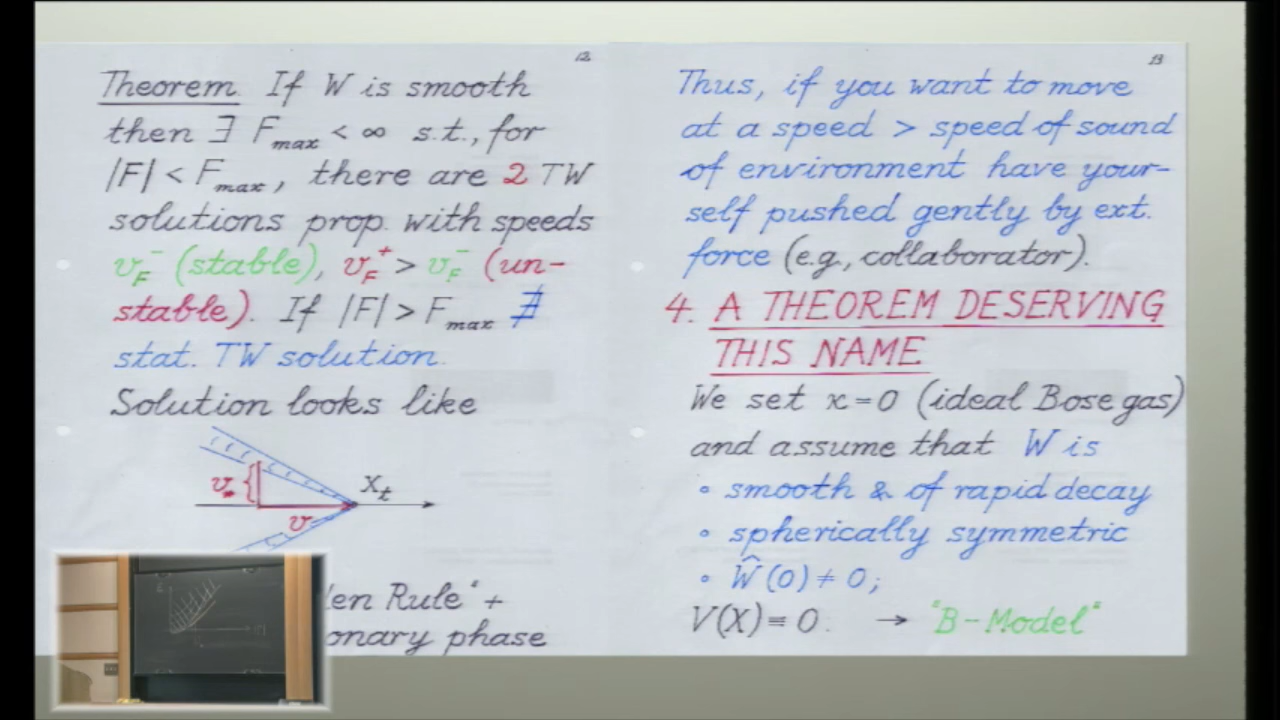 12
Theorem. If W is smooth
then ∃ F_max < ∞ s.t., for
|F| < F_max, there are 2 TW
solutions prop. with speeds
v_F^- (stable), v_F^+ > v_F^- (un-
stable). If |F| > F_max ∄
stat. TW solution.
Solution looks like
v_* X_t
v
len Rule" +
onary phase
13
Thus, if you want to move
at a speed > speed of sound
of environment have your-
self pushed gently by ext.
force (e.g., collaborator).
4. A THEOREM DESERVING
THIS NAME
We set ϰ=0 (ideal Bose gas)
and assume that W is
∘ smooth & of rapid decay
∘ spherically symmetric
∘ Ŵ(0) ≠ 0;
V(X) ≡ 0. → "B-Model"